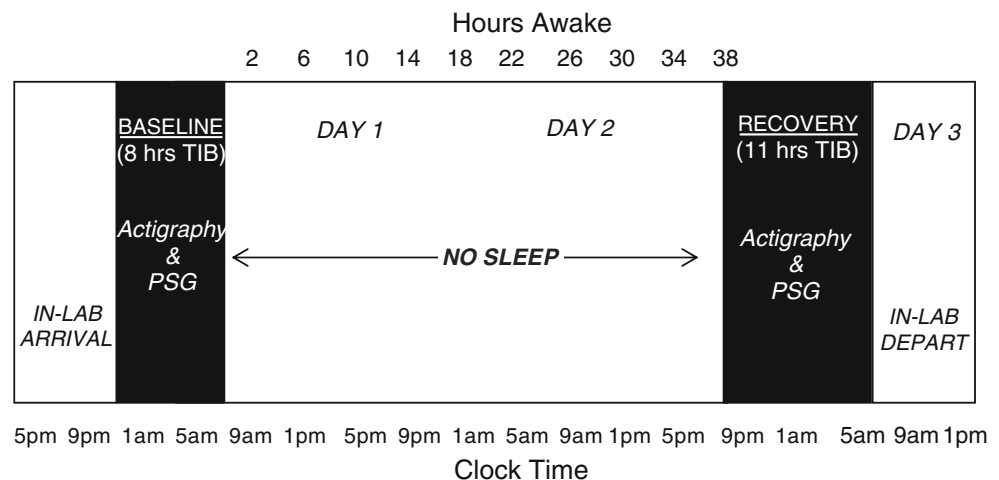 Hours Awake
2 6 10 14 18 22 26 30 34 38
BASELINE
(8 hrs TIB)
Actigraphy
&
PSG
IN-LAB
ARRIVAL
DAY 1
DAY 2
NO SLEEP
RECOVERY
(11 hrs TIB)
Actigraphy
&
PSG
DAY 3
IN-LAB
DEPART
5pm 9pm 1am 5am 9am 1pm 5pm 9pm 1am 5am 9am 1pm 5pm 9pm 1am 5am 9am 1pm
Clock Time